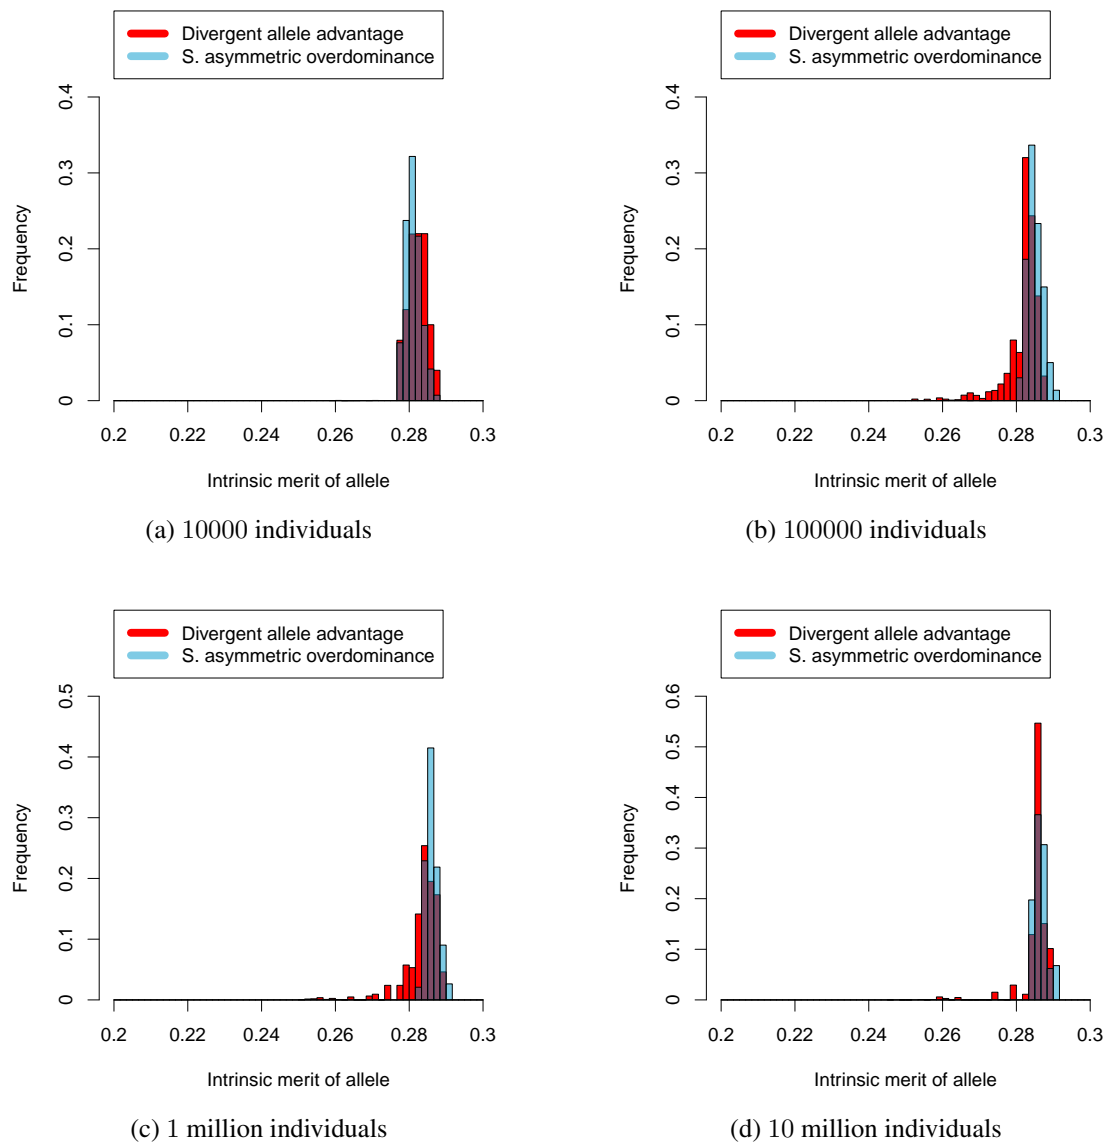 Divergent allele advantage
S. asymmetric overdominance
0.4
0.3
0.2
0.1
0
Frequency
0.2 0.22 0.24 0.26 0.28 0.3
Intrinsic merit of allele
(a) 10000 individuals
Divergent allele advantage
S. asymmetric overdominance
0.4
0.3
0.2
0.1
0
Frequency
0.2 0.22 0.24 0.26 0.28 0.3
Intrinsic merit of allele
(b) 100000 individuals
Divergent allele advantage
S. asymmetric overdominance
0.5
0.4
0.3
0.2
0.1
0
Frequency
0.2 0.22 0.24 0.26 0.28 0.3
Intrinsic merit of allele
(c) 1 million individuals
Divergent allele advantage
S. asymmetric overdominance
0.6
0.5
0.4
0.3
0.2
0.1
0
Frequency
0.2 0.22 0.24 0.26 0.28 0.3
Intrinsic merit of allele
(d) 10 million individuals